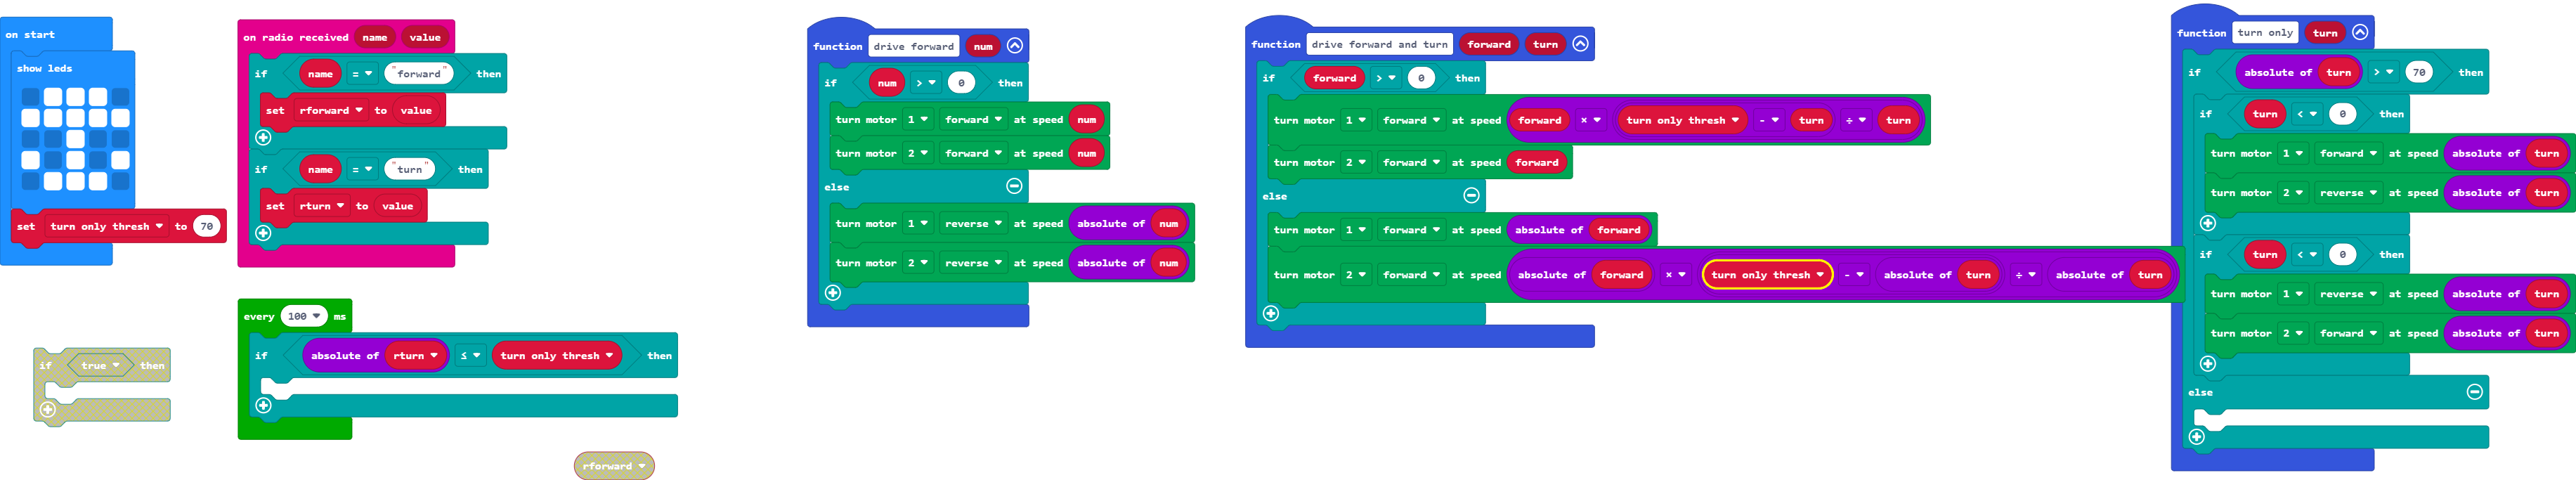 on start
show leds
set turn only thresh to 70
if true then
on radio received name value
if name = "forward" then
set rforward to value
if name = "turn" then
set rturn to value
every 100 ms
if absolute of rturn ≤ turn only thresh then
rforward
function drive forward num
if num > 0 then
turn motor 1 forward at speed num
turn motor 2 forward at speed num
else
turn motor 1 reverse at speed absolute of num
turn motor 2 reverse at speed absolute of num
function drive forward and turn forward turn
if forward > 0 then
turn motor 1 forward at speed forward × turn only thresh - turn ÷ turn
turn motor 2 forward at speed forward
else
turn motor 1 forward at speed absolute of forward
turn motor 2 forward at speed absolute of forward × turn only thresh - absolute of turn ÷ absolute of turn
function turn only turn
if absolute of turn > 70 then
if turn < 0 then
turn motor 1 forward at speed absolute of turn
turn motor 2 reverse at speed absolute of turn
if turn < 0 then
turn motor 1 reverse at speed absolute of turn
turn motor 2 forward at speed absolute of turn
else